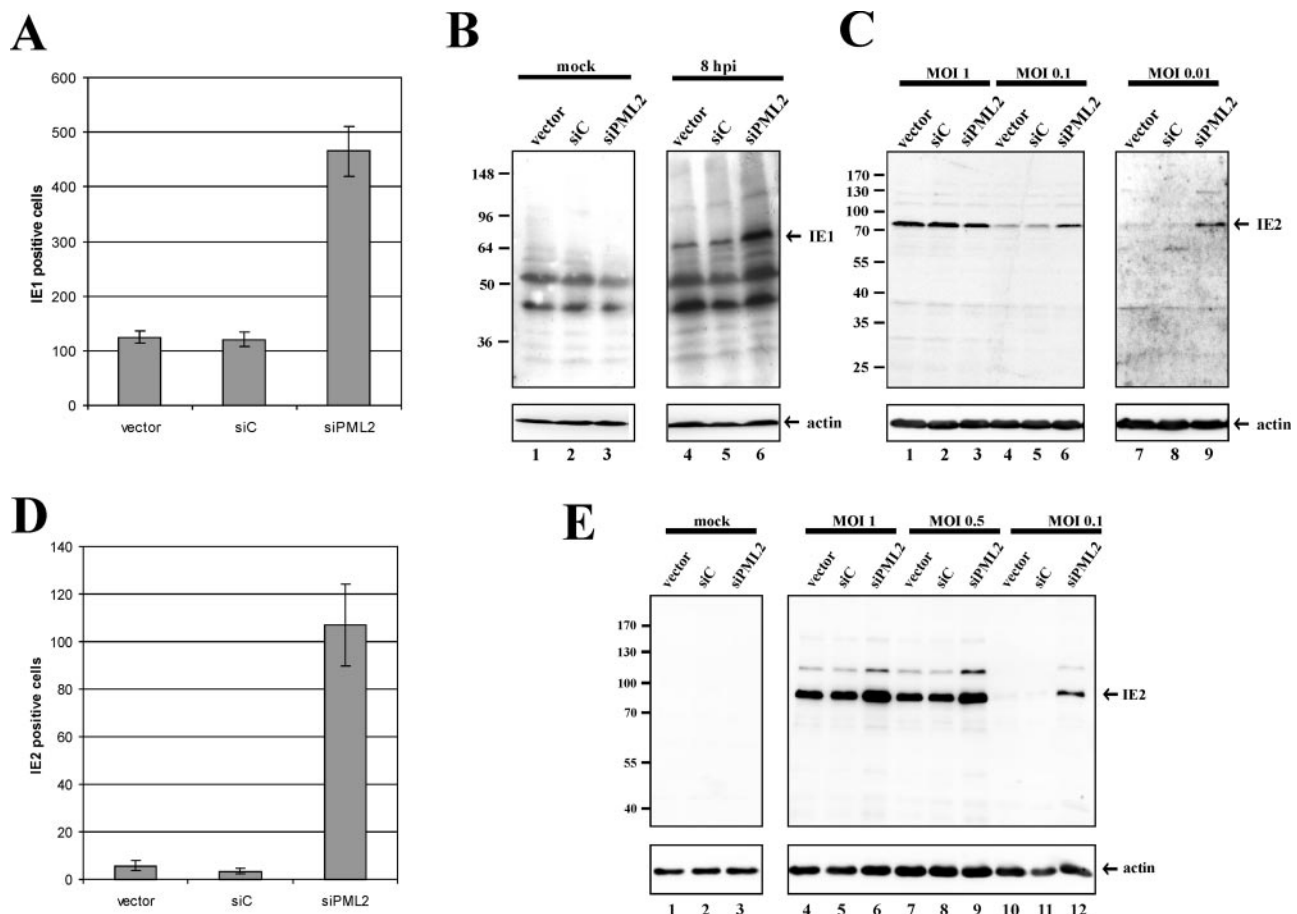 A
IE1 positive cells
600
500
400
300
200
100
0
vector siC siPML2
B
mock 8 hpi
vector siC siPML2 vector siC siPML2
148
96
64
50
36
← IE1
← actin
1 2 3 4 5 6
C
MOI 1 MOI 0.1 MOI 0.01
vector siC siPML2 vector siC siPML2 vector siC siPML2
170
130
100
70
55
40
35
25
← IE2
← actin
1 2 3 4 5 6 7 8 9
D
IE2 positive cells
140
120
100
80
60
40
20
0
vector siC siPML2
E
mock MOI 1 MOI 0.5 MOI 0.1
vector siC siPML2 vector siC siPML2 vector siC siPML2 vector siC siPML2
170
130
100
70
55
40
← IE2
← actin
1 2 3 4 5 6 7 8 9 10 11 12